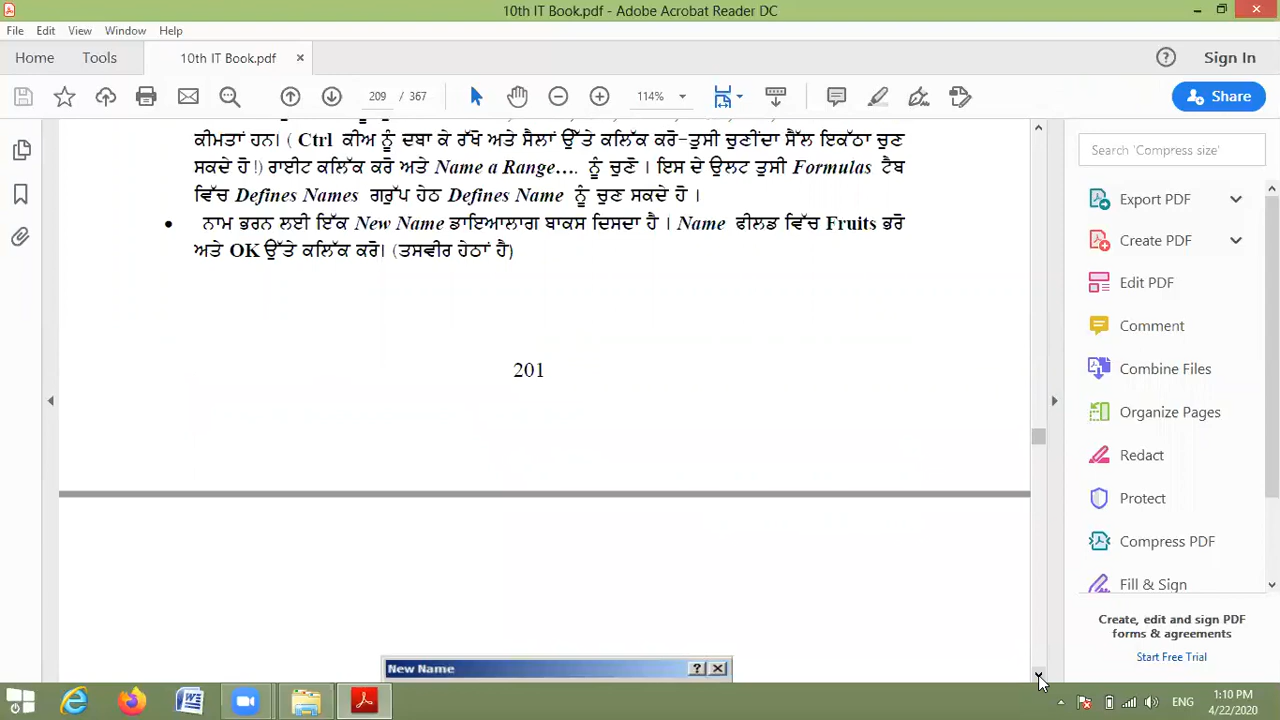 10th IT Book.pdf - Adobe Acrobat Reader DC
File Edit View Window Help
Home Tools 10th IT Book.pdf × Sign In
209 / 367 114% Share
ਕੀਮਤਾਂ ਹਨ। ( Ctrl ਕੀਅ ਨੂੰ ਦਬਾ ਕੇ ਰੱਖੋ ਅਤੇ ਸੈਲਾਂ ਉੱਤੇ ਕਲਿੱਕ ਕਰੋ-ਤੁਸੀ ਚੁਣੀਂਦਾ ਸੈੱਲ ਇਕੱਠਾ ਚੁਣ
ਸਕਦੇ ਹੋ !) ਰਾਈਟ ਕਲਿੱਕ ਕਰੋ ਅਤੇ Name a Range…. ਨੂੰ ਚੁਣੋ । ਇਸ ਦੇ ਉਲਟ ਤੁਸੀ Formulas ਟੈਬ
ਵਿੱਚ Defines Names ਗਰੁੱਪ ਹੇਠ Defines Name ਨੂੰ ਚੁਣ ਸਕਦੇ ਹੋ ।
• ਨਾਮ ਭਰਨ ਲਈ ਇੱਕ New Name ਡਾਇਆਲਾਗ ਬਾਕਸ ਦਿਸਦਾ ਹੈ । Name ਫੀਲਡ ਵਿੱਚ Fruits ਭਰੋ
ਅਤੇ OK ਉੱਤੇ ਕਲਿੱਕ ਕਰੋ। (ਤਸਵੀਰ ਹੇਠਾਂ ਹੈ)
201
New Name
Search 'Compress size'
Export PDF
Create PDF
Edit PDF
Comment
Combine Files
Organize Pages
Redact
Protect
Compress PDF
Fill & Sign
Create, edit and sign PDF
forms & agreements
Start Free Trial
ENG
1:10 PM
4/22/2020